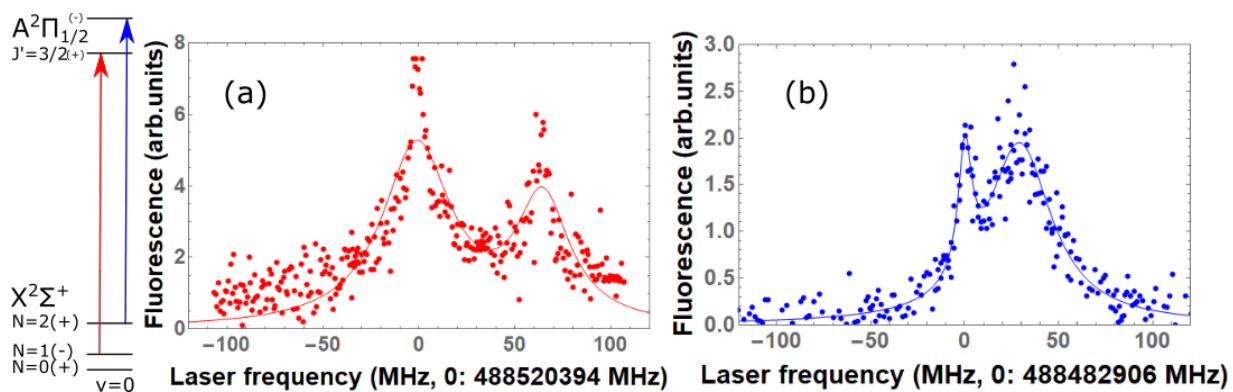 A²Π₁/₂ (-)
J'=3/2(+)
X²Σ⁺
N=2(+)
N=1(-)
N=0(+)
v=0
(a)
Fluorescence (arb.units)
8
6
4
2
0
−100
−50
0
50
100
Laser frequency (MHz, 0: 488520394 MHz)
(b)
Fluorescence (arb.units)
3.0
2.5
2.0
1.5
1.0
0.5
0.0
−100
−50
0
50
100
Laser frequency (MHz, 0: 488482906 MHz)